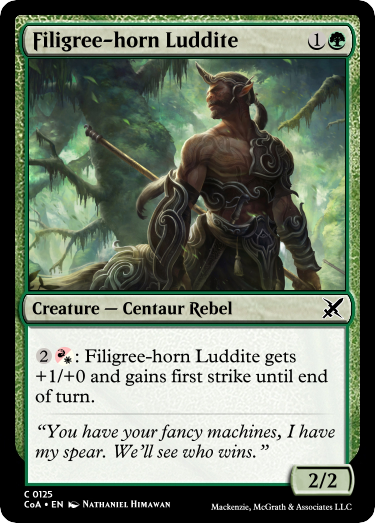 Filigree-horn Luddite 1
Creature — Centaur Rebel
2 : Filigree-horn Luddite gets
+1/+0 and gains first strike until end
of turn.
“You have your fancy machines, I have
my spear. We’ll see who wins.”
2/2
C 0125
CoA • EN Nathaniel Himawan
Mackenzie, McGrath & Associates LLC